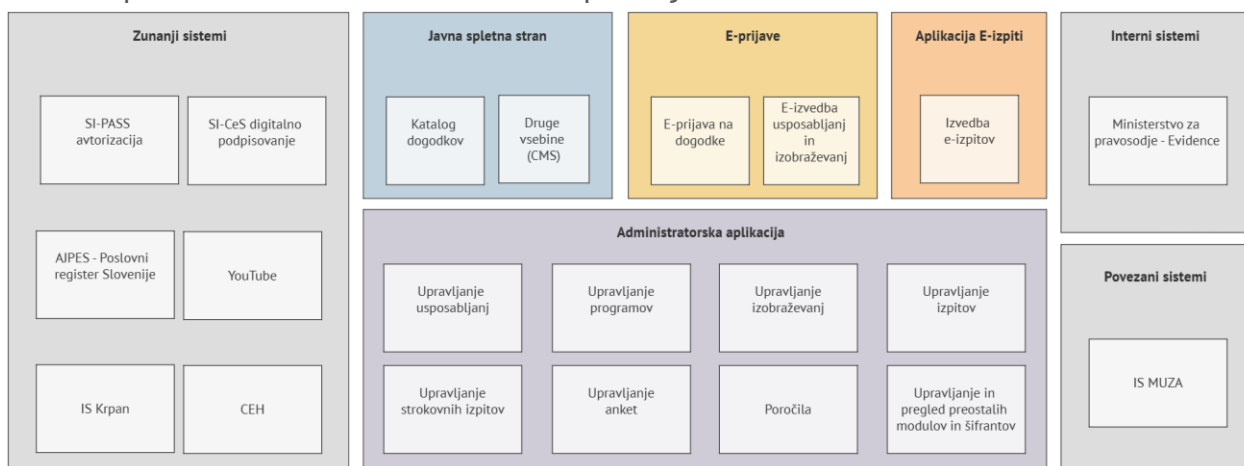 Zunanji sistemi
SI-PASS
avtorizacija
SI-CeS digitalno
podpisovanje
AJPES - Poslovni
register Slovenije
YouTube
IS Krpan
CEH
Javna spletna stran
Katalog
dogodkov
Druge
vsebine
(CMS)
E-prijave
E-prijava na
dogodke
E-izvedba
usposabljanj
in
izobraževanj
Aplikacija E-izpiti
Izvedba
e-izpitov
Administratorska aplikacija
Upravljanje
usposabljanj
Upravljanje
programov
Upravljanje
izobraževanj
Upravljanje
izpitov
Upravljanje
strokovnih izpitov
Upravljanje
anket
Poročila
Upravljanje in
pregled preostalih
modulov in šifrantov
Interni sistemi
Ministerstvo za
pravosodje - Evidence
Povezani sistemi
IS MUZA